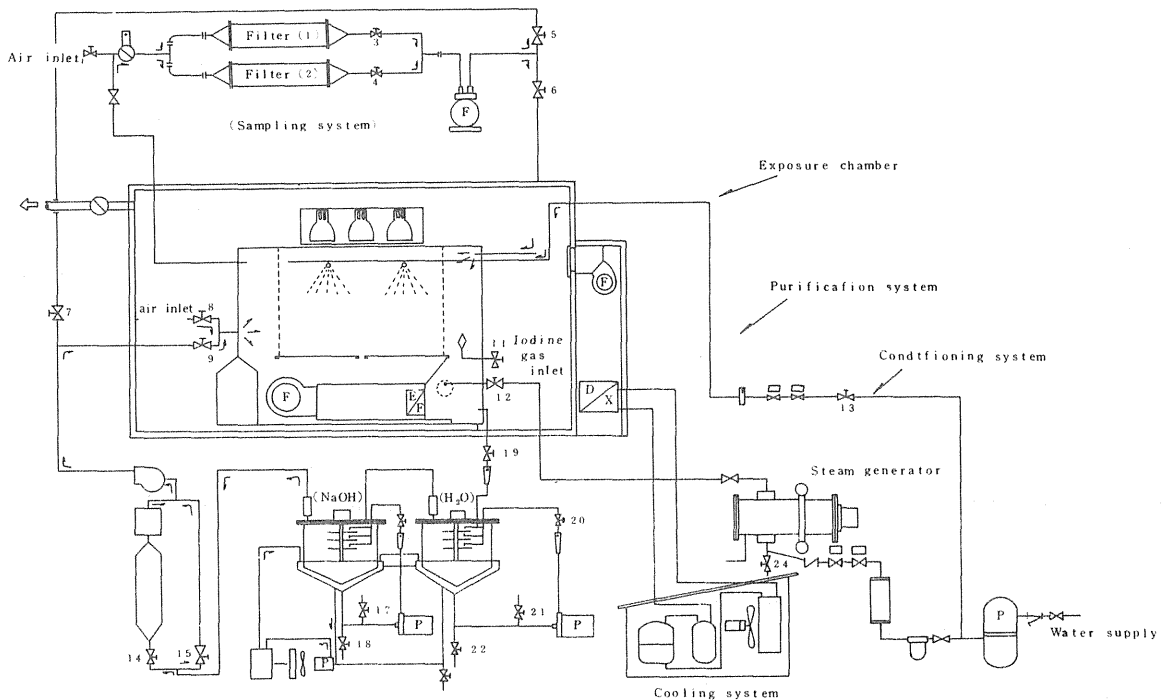 Air inlet
Filter (1)
3
5
Filter (2)
4
6
F
(Sampling system)
Exposure chamber
F
Purificafion system
7
air inlet
8
9
11
Iodine
gas
inlet
12
Condtfioning system
13
F
E
F
D
X
19
Steam generator
(NaOH)
(H₂O)
20
24
17
P
18
21
P
22
14
15
P
P
Water supply
Cooling system